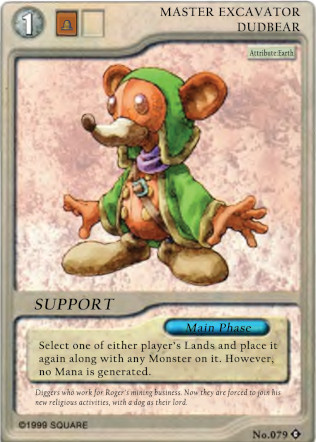 1
MASTER EXCAVATOR
DUDBEAR
Attribute:Earth
SUPPORT
Main Phase
Select one of either player's Lands and place it
again along with any Monster on it. However,
no Mana is generated.
Diggers who work for Roger's mining business. Now they are forced to join his
new religious activities, with a dog as their lord.
©1999 SQUARE
No.079